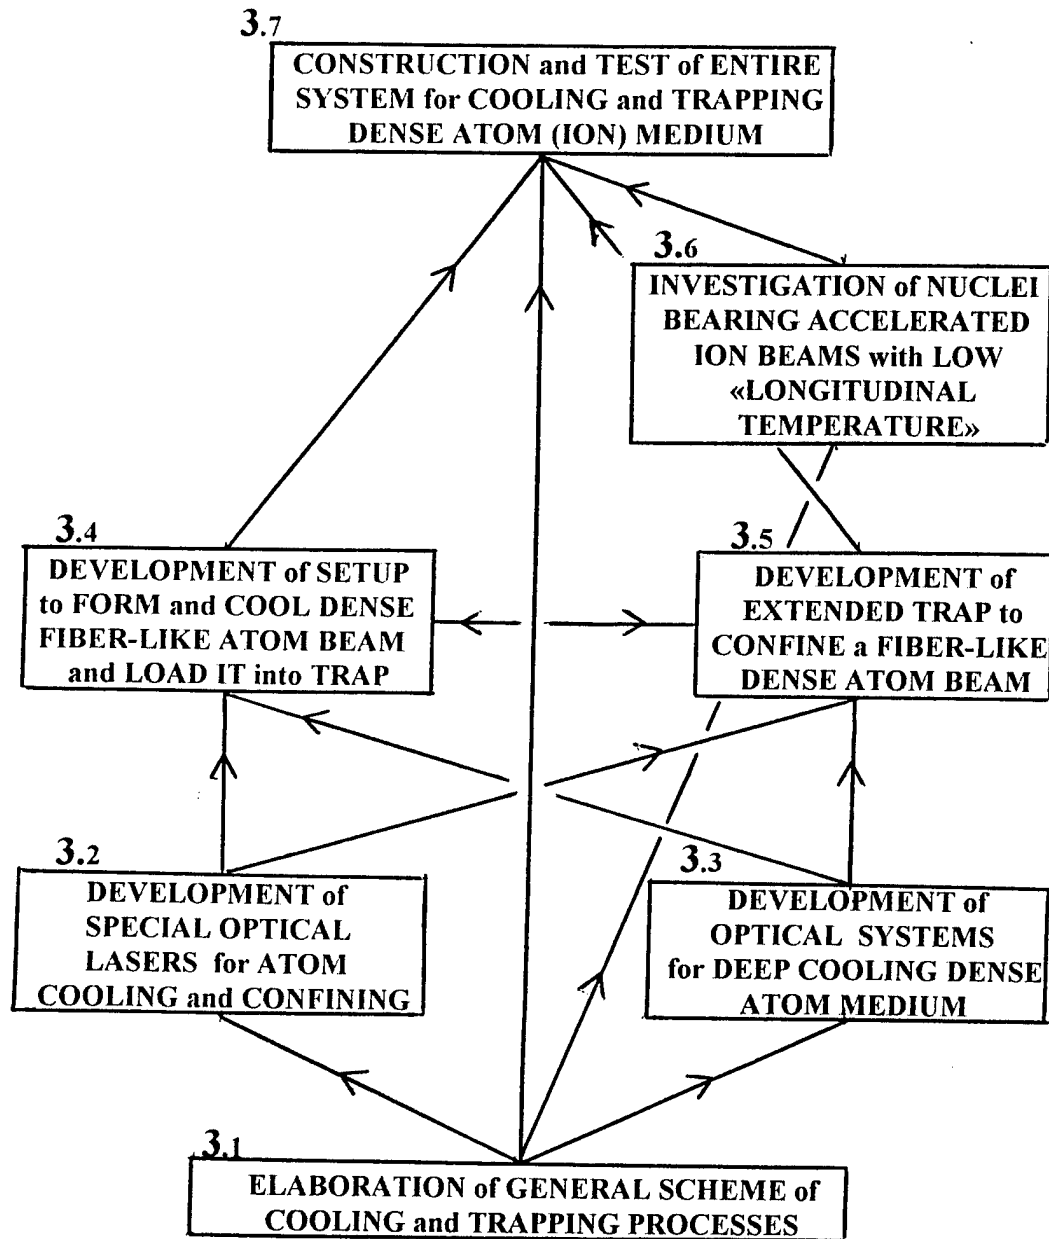 3.7
CONSTRUCTION and TEST of ENTIRE
SYSTEM for COOLING and TRAPPING
DENSE ATOM (ION) MEDIUM
3.6
INVESTIGATION of NUCLEI
BEARING ACCELERATED
ION BEAMS with LOW
«LONGITUDINAL
TEMPERATURE»
3.4
DEVELOPMENT of SETUP
to FORM and COOL DENSE
FIBER-LIKE ATOM BEAM
and LOAD IT into TRAP
3.5
DEVELOPMENT of
EXTENDED TRAP to
CONFINE a FIBER-LIKE
DENSE ATOM BEAM
3.2
DEVELOPMENT of
SPECIAL OPTICAL
LASERS for ATOM
COOLING and CONFINING
3.3
DEVELOPMENT of
OPTICAL SYSTEMS
for DEEP COOLING DENSE
ATOM MEDIUM
3.1
ELABORATION of GENERAL SCHEME of
COOLING and TRAPPING PROCESSES